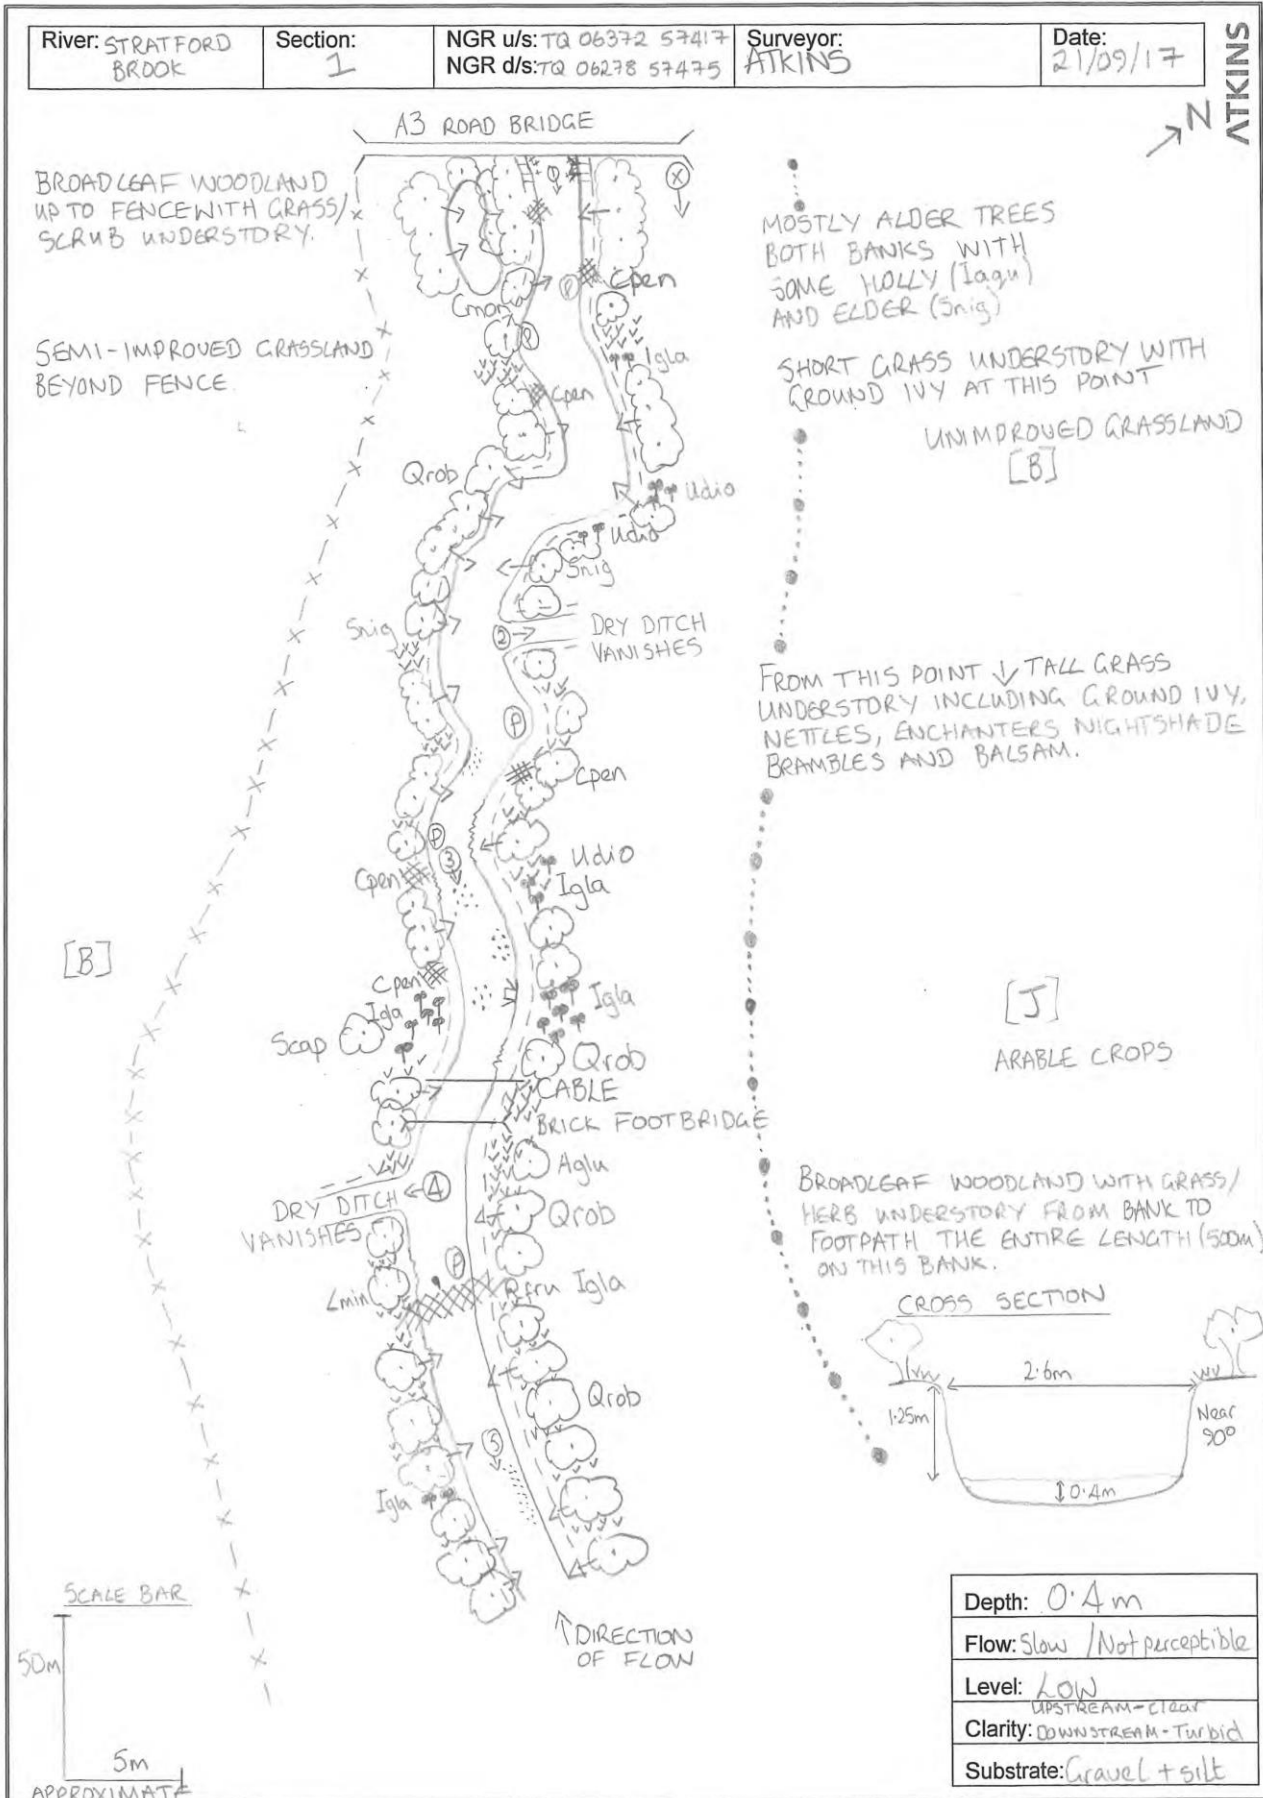 River: STRATFORD BROOK
Section: 1
NGR u/s: TQ 06372 57417
NGR d/s: TQ 06278 57475
Surveyor: ATKINS
Date: 21/09/17
ATKINS
N
A3 ROAD BRIDGE
1
X
BROADLEAF WOODLAND
UP TO FENCE WITH GRASS/
SCRUB UNDERSTORY.
MOSTLY ALDER TREES
BOTH BANKS WITH
SOME HOLLY (Iaqu)
AND ELDER (Snig)
Cpen
Cmon
P
P
SEMI-IMPROVED GRASSLAND
BEYOND FENCE.
Igla
SHORT GRASS UNDERSTORY WITH
GROUND IVY AT THIS POINT
Cpen
UNIMPROVED GRASSLAND
[B]
Qrob
Udio
Udio
Snig
Snig
2
DRY DITCH
VANISHES
FROM THIS POINT ↓ TALL GRASS
UNDERSTORY INCLUDING GROUND IVY,
NETTLES, ENCHANTERS NIGHTSHADE
BRAMBLES AND BALSAM.
P
Cpen
P
3
Udio
Igla
Cpen
[B]
Cpen
Igla
Igla
Scap
[J]
ARABLE CROPS
Qrob
CABLE
BRICK FOOTBRIDGE
Aglu
4
DRY DITCH
VANISHES
Qrob
BROADLEAF WOODLAND WITH GRASS/
HERB UNDERSTORY FROM BANK TO
FOOTPATH THE ENTIRE LENGTH (500m)
ON THIS BANK.
P
Lmin
Rfru Igla
CROSS SECTION
2.6m
1.25m
Near
90°
0.4m
Qrob
5
Igla
SCALE BAR
50m
5m
APPROXIMATE
↑DIRECTION
OF FLOW
Depth: 0.4m
Flow: Slow / Not perceptible
Level: LOW
UPSTREAM - clear
Clarity: DOWNSTREAM - Turbid
Substrate: Gravel + silt